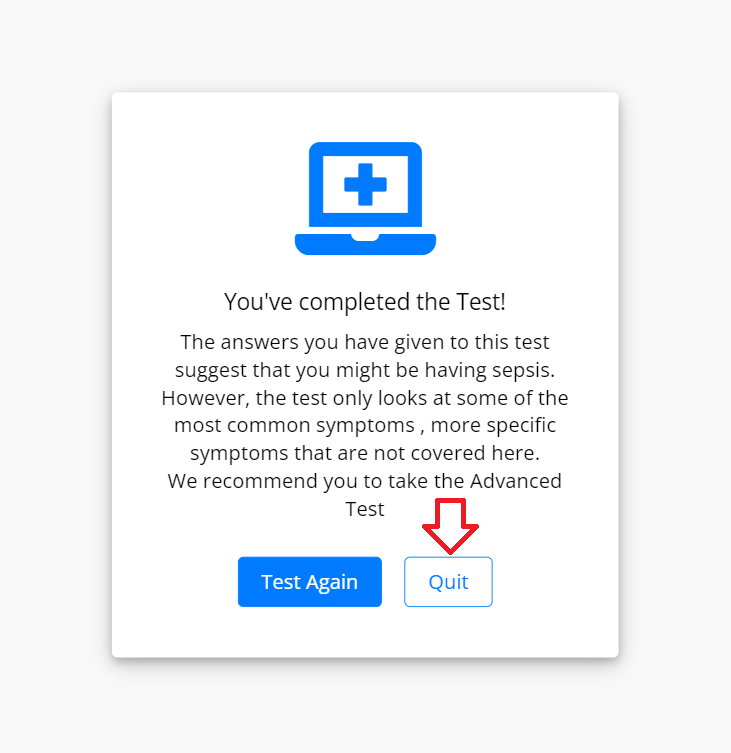 You've completed the Test!
The answers you have given to this test
suggest that you might be having sepsis.
However, the test only looks at some of the
most common symptoms , more specific
symptoms that are not covered here.
We recommend you to take the Advanced
Test
Test Again
Quit